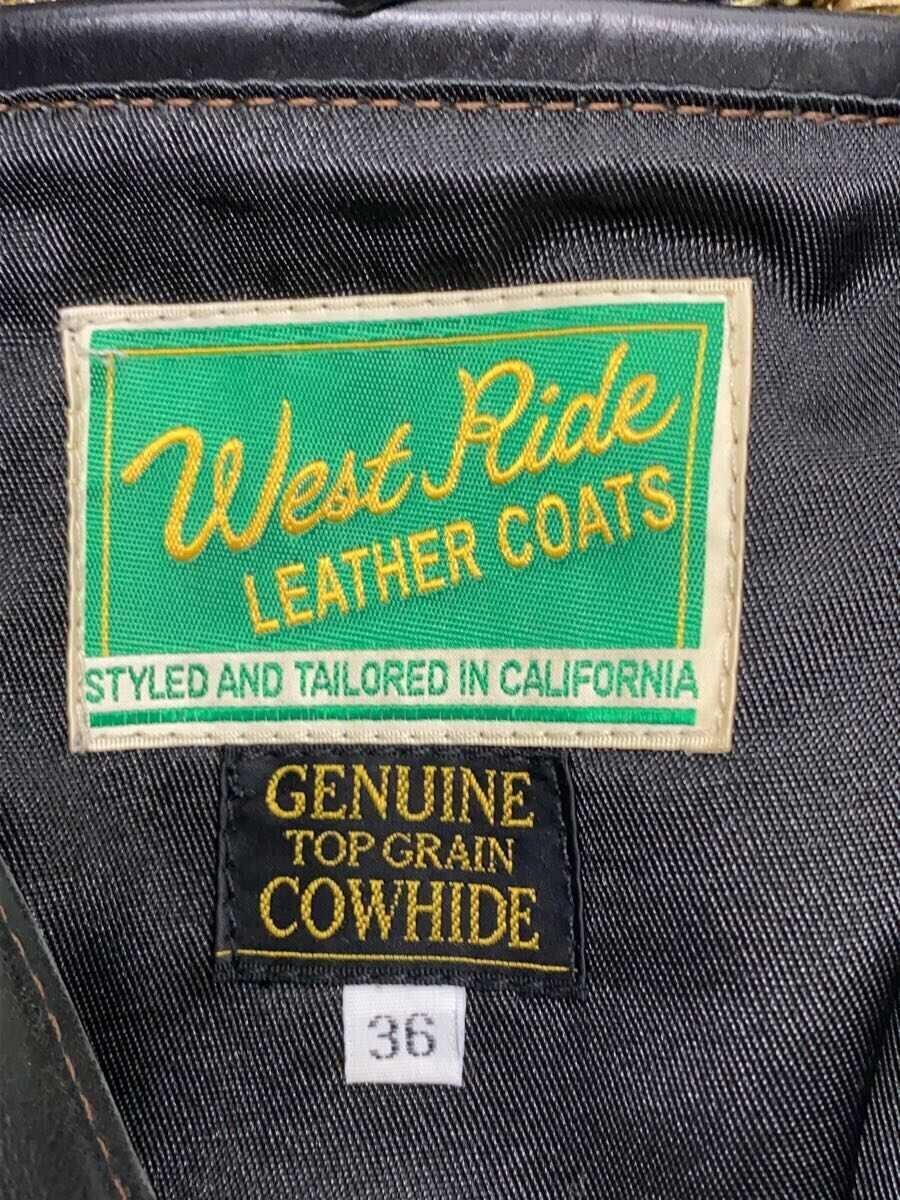 West Ride
LEATHER COATS
STYLED AND TAILORED IN CALIFORNIA
GENUINE
TOP GRAIN
COWHIDE
36